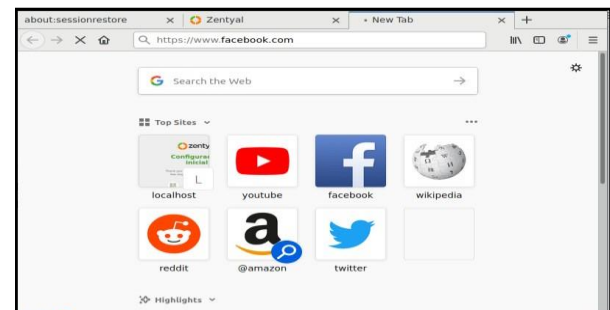 about:sessionrestore Zentyal • New Tab
https://www.facebook.com
Search the Web
Top Sites
zenty
Configura
inicial
L
localhost youtube facebook wikipedia
reddit @amazon twitter
Highlights